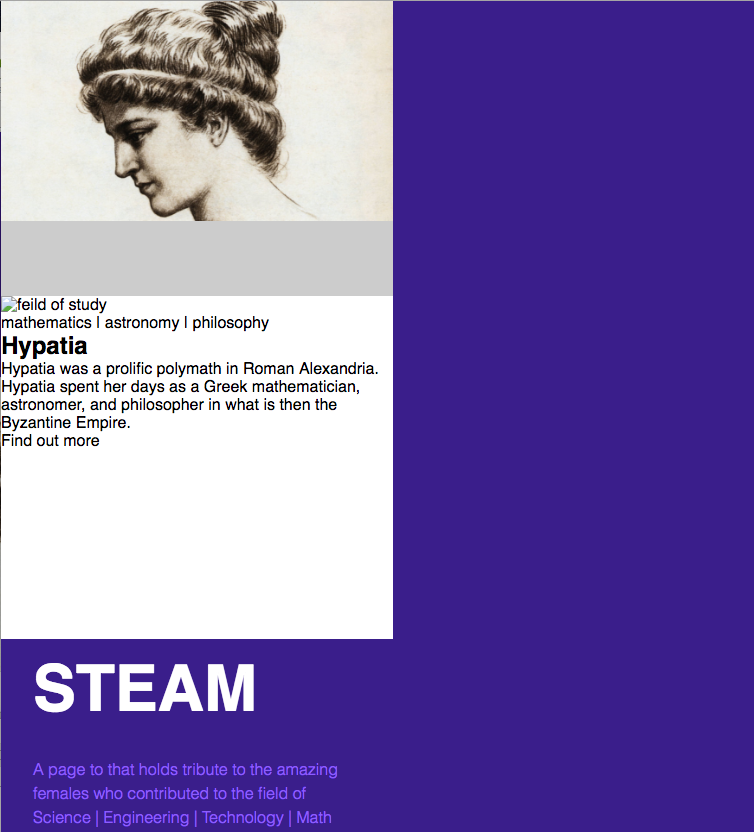 feild of study
mathematics | astronomy | philosophy
Hypatia
Hypatia was a prolific polymath in Roman Alexandria.
Hypatia spent her days as a Greek mathematician,
astronomer, and philosopher in what is then the
Byzantine Empire.
Find out more
STEAM
A page to that holds tribute to the amazing
females who contributed to the field of
Science | Engineering | Technology | Math